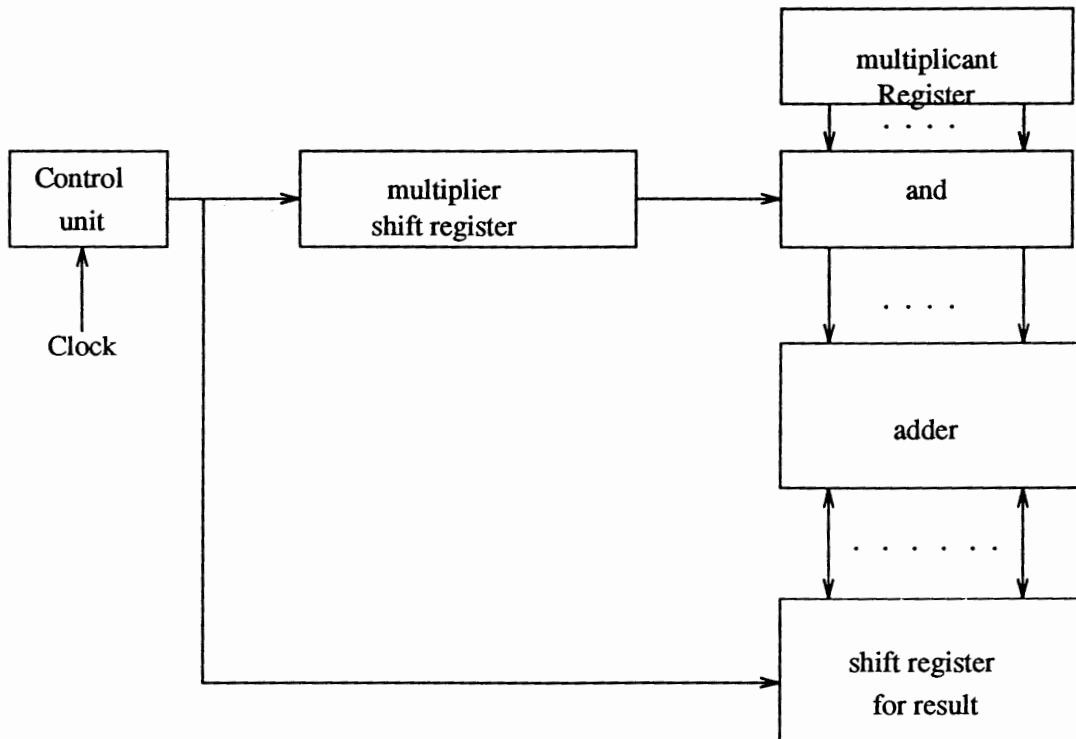 multiplicant
Register
. . . .
Control
unit
multiplier
shift register
and
. . . .
Clock
adder
. . . . . .
shift register
for result